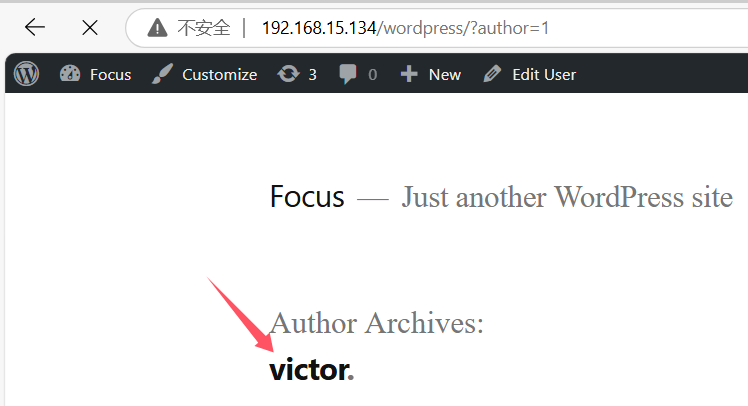 不安全 | 192.168.15.134/wordpress/?author=1
Focus Customize 3 0 New Edit User
Focus — Just another WordPress site
Author Archives:
victor.